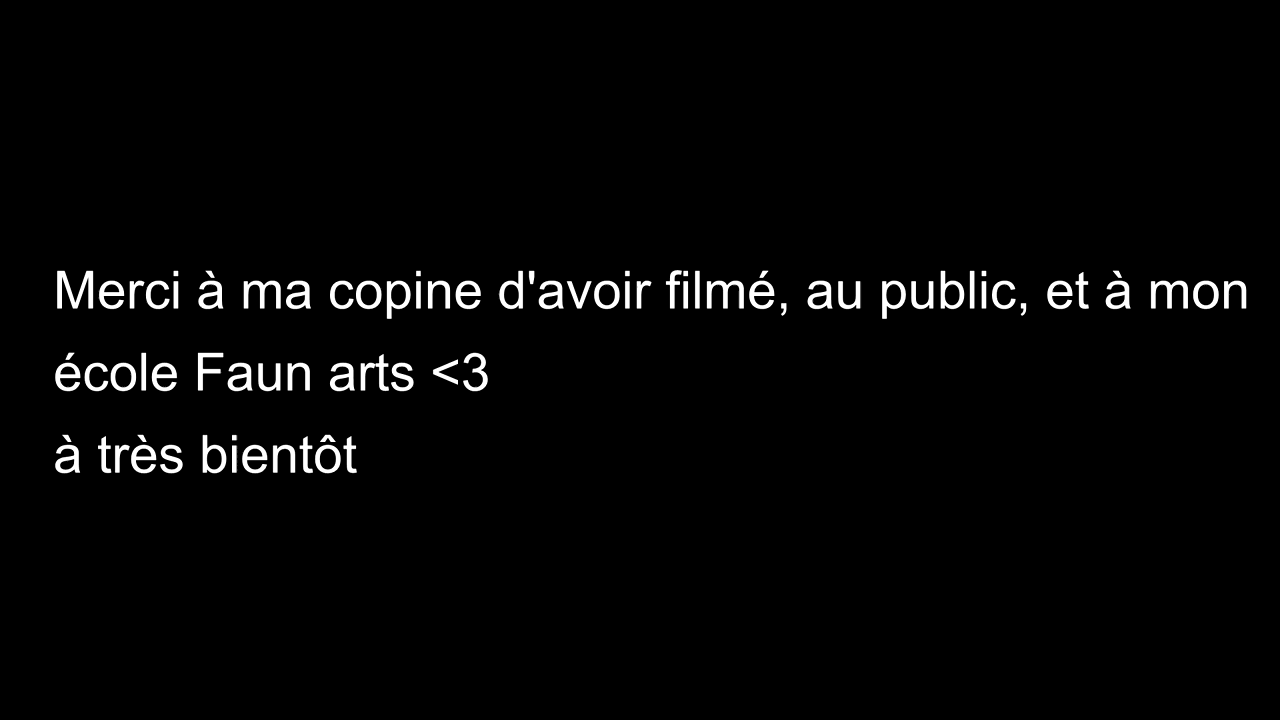 Merci à ma copine d'avoir filmé, au public, et à mon
école Faun arts <3
à très bientôt